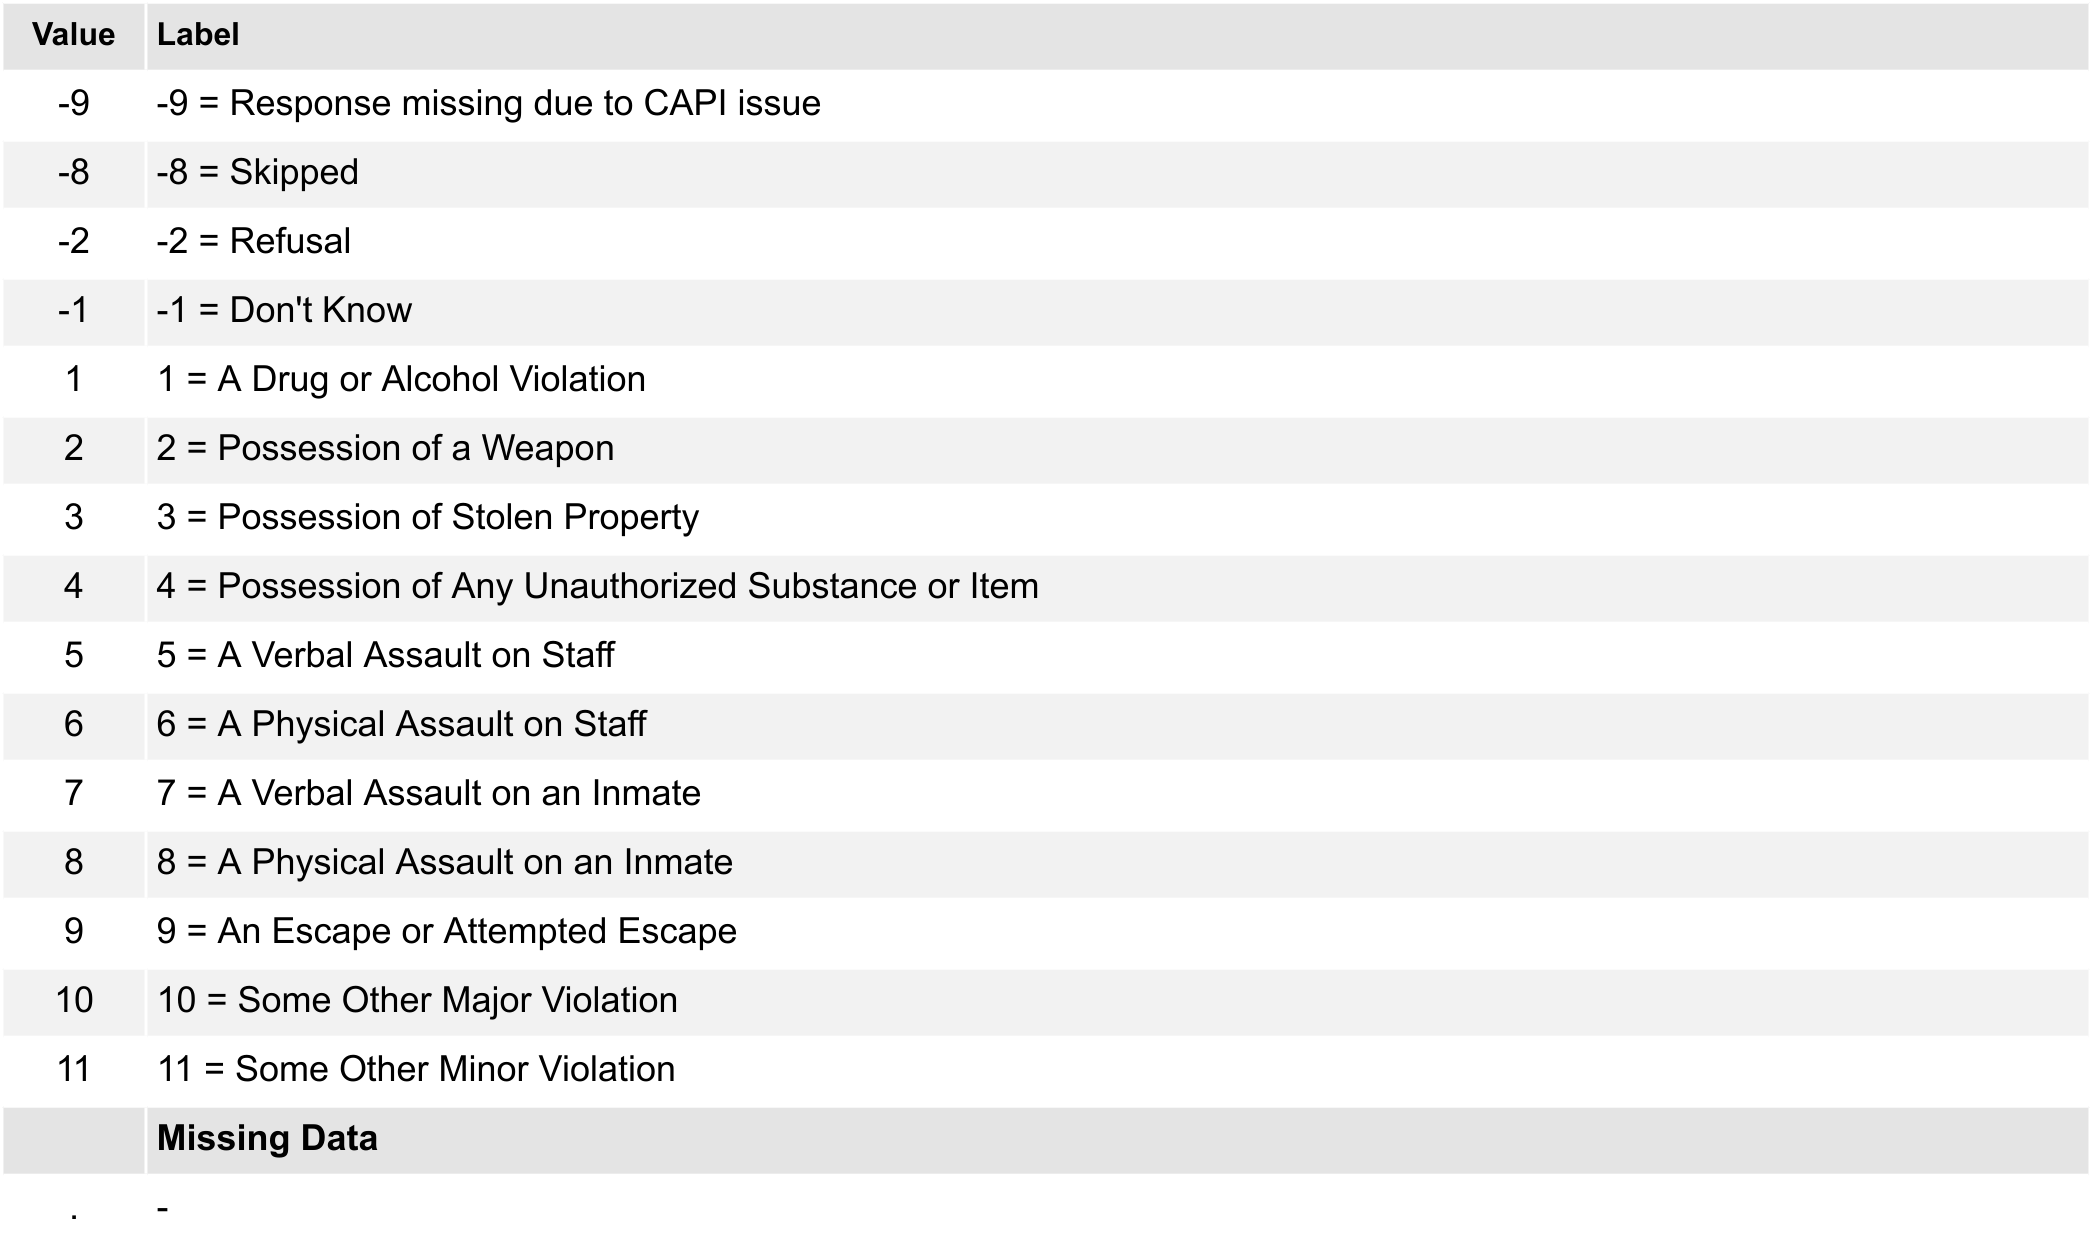 Value Label
-9 -9 = Response missing due to CAPI issue
-8 -8 = Skipped
-2 -2 = Refusal
-1 -1 = Don't Know
1 1 = A Drug or Alcohol Violation
2 2 = Possession of a Weapon
3 3 = Possession of Stolen Property
4 4 = Possession of Any Unauthorized Substance or Item
5 5 = A Verbal Assault on Staff
6 6 = A Physical Assault on Staff
7 7 = A Verbal Assault on an Inmate
8 8 = A Physical Assault on an Inmate
9 9 = An Escape or Attempted Escape
10 10 = Some Other Major Violation
11 11 = Some Other Minor Violation
Missing Data
. -